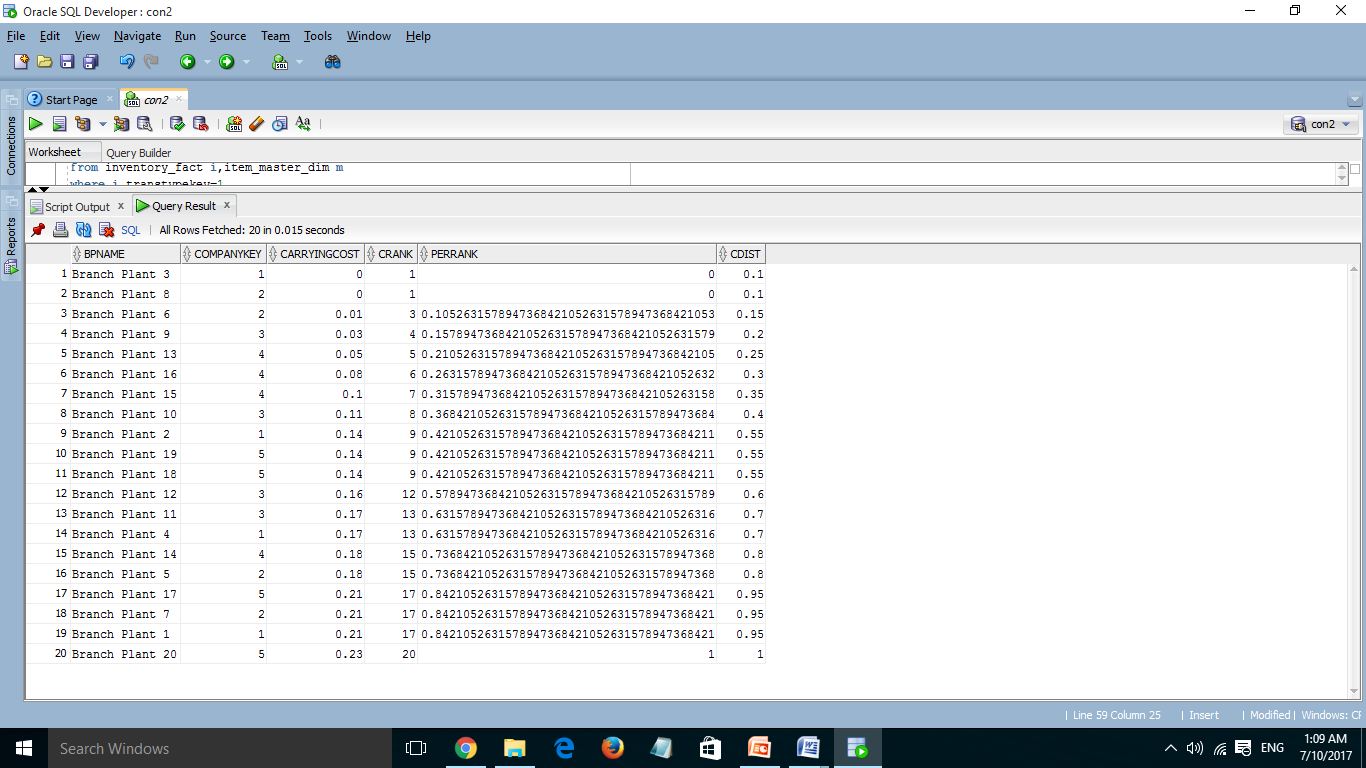 Oracle SQL Developer : con2
File Edit View Navigate Run Source Team Tools Window Help
Start Page con2
con2
Connections
Reports
Worksheet Query Builder
from inventory_fact i,item_master_dim m
where i.transtypekey=1
Script Output x Query Result x
SQL | All Rows Fetched: 20 in 0.015 seconds
BPNAME COMPANYKEY CARRYINGCOST CRANK PERRANK CDIST
1 Branch Plant 3 1 0 1 0 0.1
2 Branch Plant 8 2 0 1 0 0.1
3 Branch Plant 6 2 0.01 3 0.1052631578947368421052631578947368421053 0.15
4 Branch Plant 9 3 0.03 4 0.1578947368421052631578947368421052631579 0.2
5 Branch Plant 13 4 0.05 5 0.2105263157894736842105263157894736842105 0.25
6 Branch Plant 16 4 0.08 6 0.2631578947368421052631578947368421052632 0.3
7 Branch Plant 15 4 0.1 7 0.3157894736842105263157894736842105263158 0.35
8 Branch Plant 10 3 0.11 8 0.3684210526315789473684210526315789473684 0.4
9 Branch Plant 2 1 0.14 9 0.4210526315789473684210526315789473684211 0.55
10 Branch Plant 19 5 0.14 9 0.4210526315789473684210526315789473684211 0.55
11 Branch Plant 18 5 0.14 9 0.4210526315789473684210526315789473684211 0.55
12 Branch Plant 12 3 0.16 12 0.5789473684210526315789473684210526315789 0.6
13 Branch Plant 11 3 0.17 13 0.6315789473684210526315789473684210526316 0.7
14 Branch Plant 4 1 0.17 13 0.6315789473684210526315789473684210526316 0.7
15 Branch Plant 14 4 0.18 15 0.7368421052631578947368421052631578947368 0.8
16 Branch Plant 5 2 0.18 15 0.7368421052631578947368421052631578947368 0.8
17 Branch Plant 17 5 0.21 17 0.8421052631578947368421052631578947368421 0.95
18 Branch Plant 7 2 0.21 17 0.8421052631578947368421052631578947368421 0.95
19 Branch Plant 1 1 0.21 17 0.8421052631578947368421052631578947368421 0.95
20 Branch Plant 20 5 0.23 20 1 1
| Line 59 Column 25 | Insert | Modified | Windows: CF
Search Windows
ENG
1:09 AM
7/10/2017